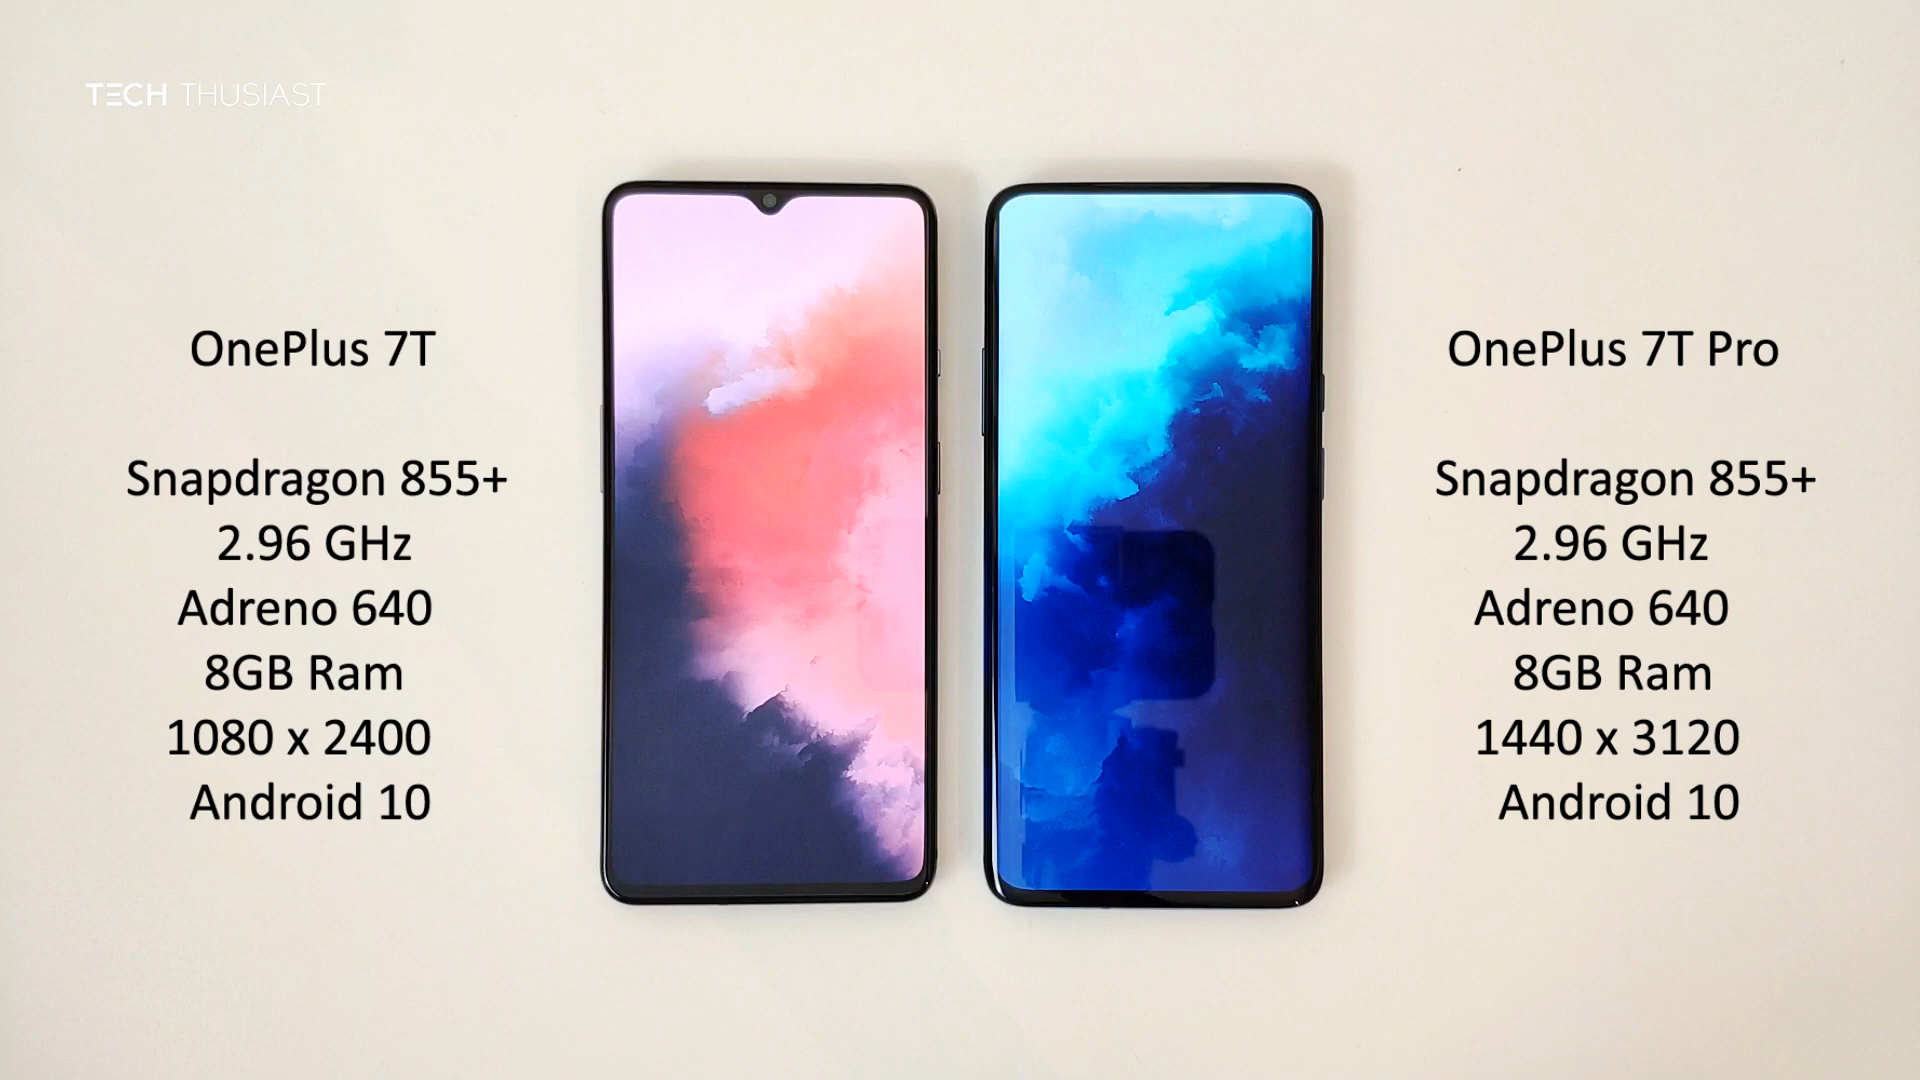 TECH THUSIAST
OnePlus 7T
Snapdragon 855+
2.96 GHz
Adreno 640
8GB Ram
1080 x 2400
Android 10
OnePlus 7T Pro
Snapdragon 855+
2.96 GHz
Adreno 640
8GB Ram
1440 x 3120
Android 10